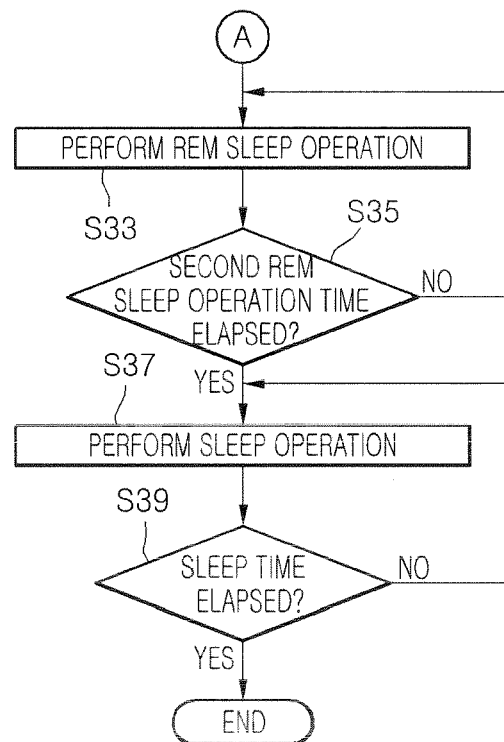 A
PERFORM REM SLEEP OPERATION
S33
S35
SECOND REM
SLEEP OPERATION TIME
ELAPSED?
NO
YES
S37
PERFORM SLEEP OPERATION
S39
SLEEP TIME
ELAPSED?
NO
YES
END